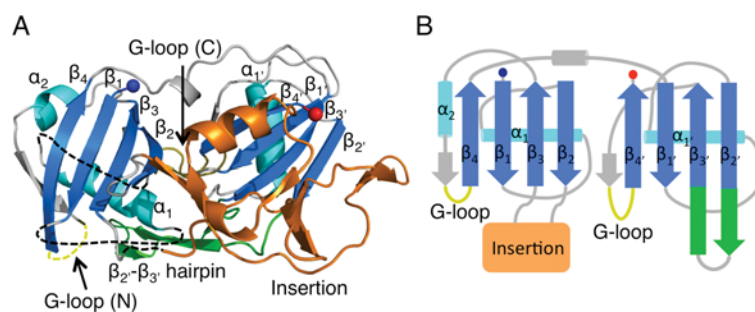 A
G-loop (C)
α2
β4
β1
β3
β2
α1'
β4'
β1'
β3'
β2'
α1
β2'-β3' hairpin
Insertion
G-loop (N)
B
α2
β4
β1
α1
β3
β2
β4'
β1'
α1'
β3'
β2'
G-loop
G-loop
Insertion